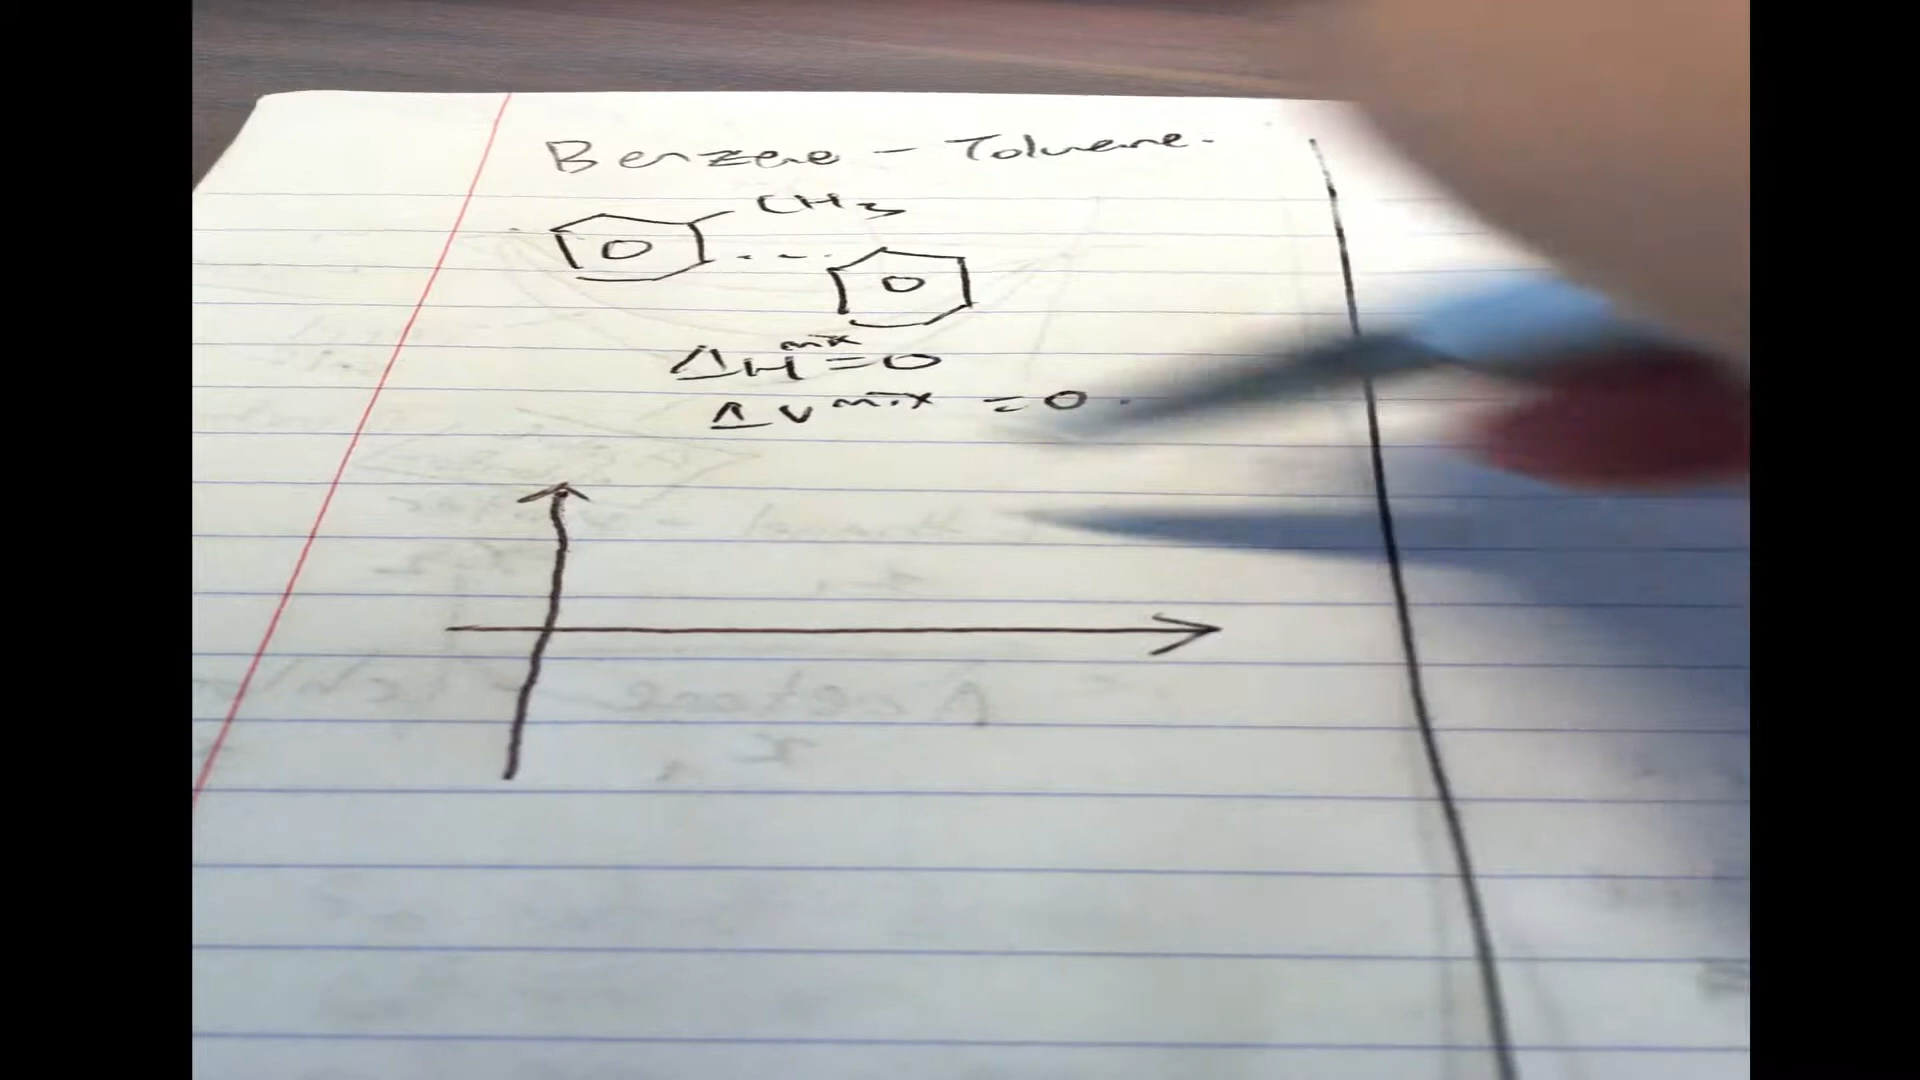 Benzene - Toluene.
CH3
ΔH^mix = 0
ΔV^mix = 0.